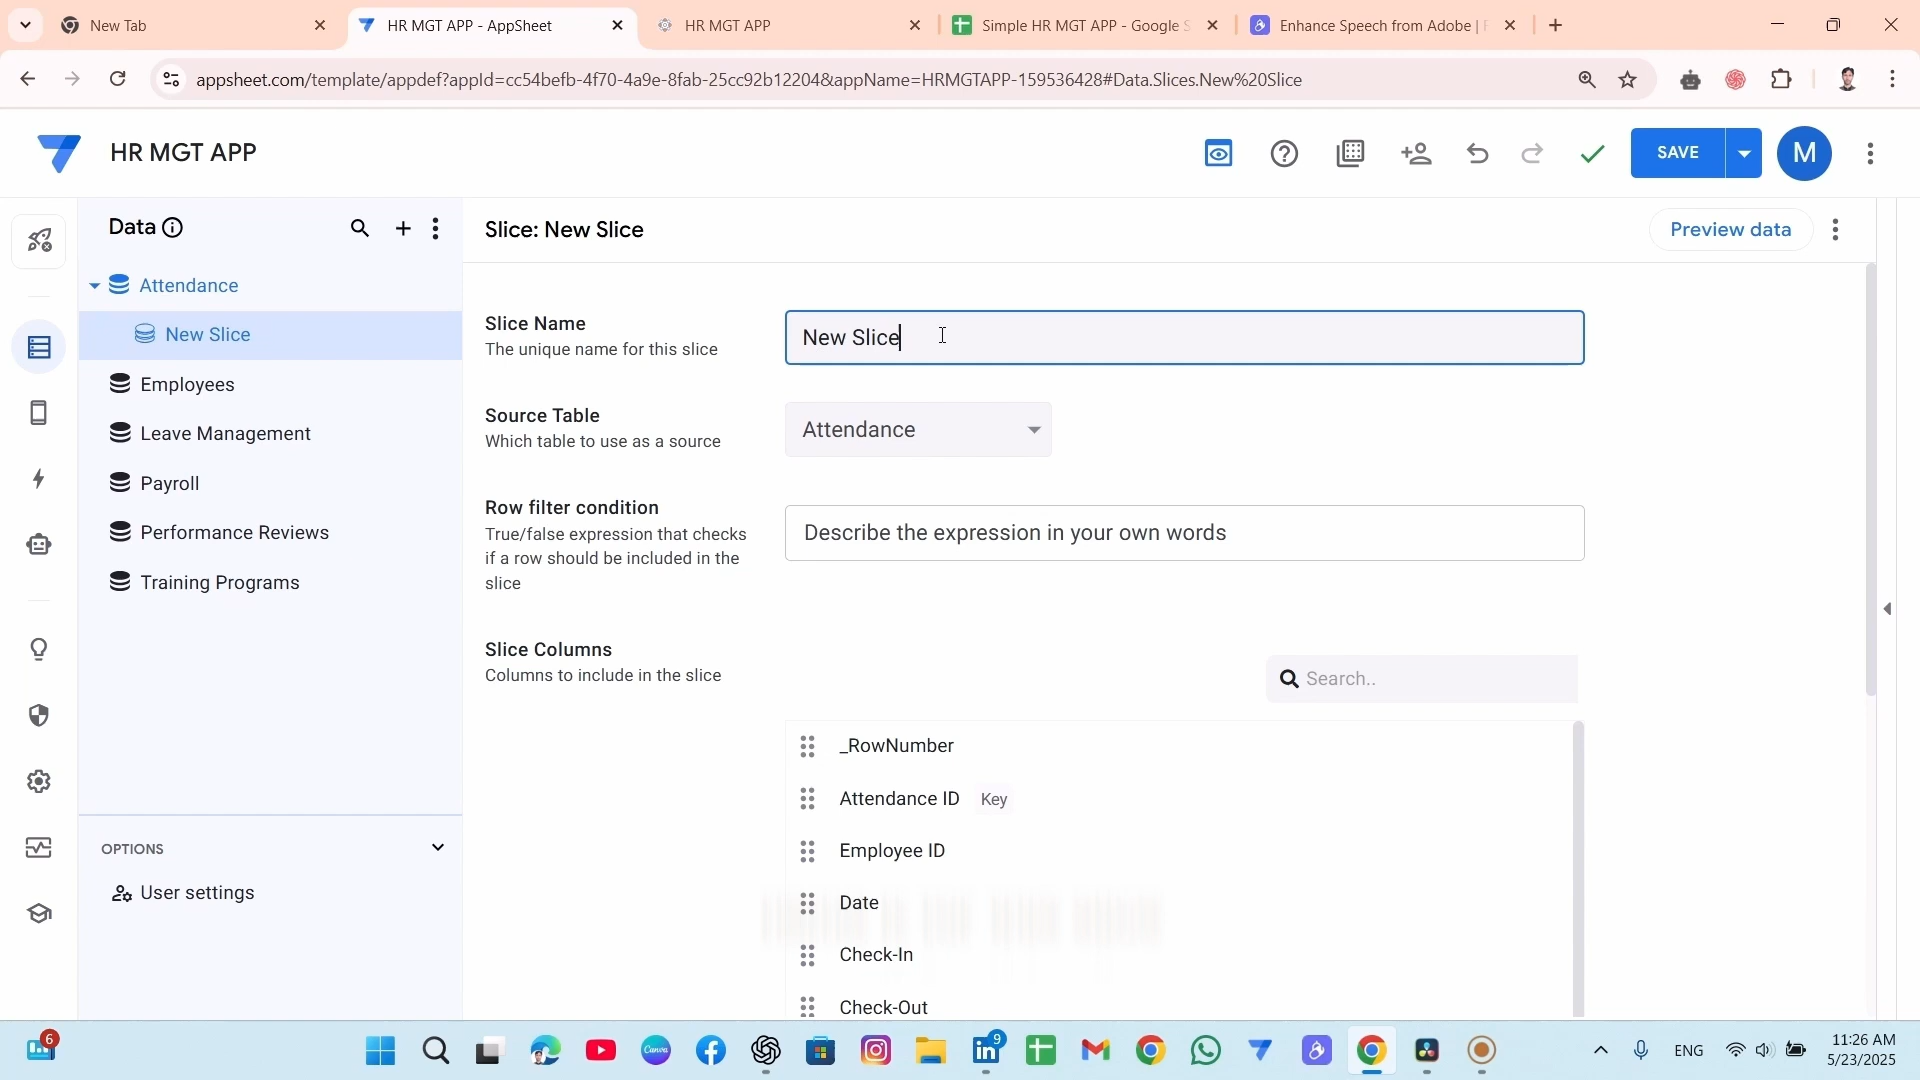 New Tab
HR MGT APP - AppSheet
HR MGT APP
Simple HR MGT APP - Google S
Enhance Speech from Adobe |
appsheet.com/template/appdef?appId=cc54befb-4f70-4a9e-8fab-25cc92b12204&appName=HRMGTAPP-159536428#Data.Slices.New%20Slice
HR MGT APP
SAVE
M
Data
Slice: New Slice
Preview data
Attendance
New Slice
Employees
Leave Management
Payroll
Performance Reviews
Training Programs
Slice Name
The unique name for this slice
New Slice
Source Table
Which table to use as a source
Attendance
Row filter condition
True/false expression that checks
if a row should be included in the
slice
Describe the expression in your own words
Slice Columns
Columns to include in the slice
Search..
_RowNumber
Attendance ID Key
Employee ID
Date
Check-In
Check-Out
OPTIONS
User settings
6
Canva
9
ENG
11:26 AM
5/23/2025